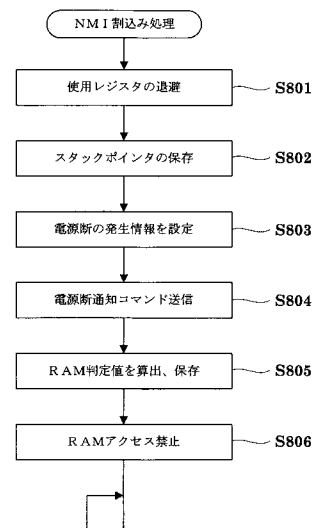 NMI割込み処理
使用レジスタの退避
S801
スタックポインタの保存
S802
電源断の発生情報を設定
S803
電源断通知コマンド送信
S804
RAM判定値を算出、保存
S805
RAMアクセス禁止
S806